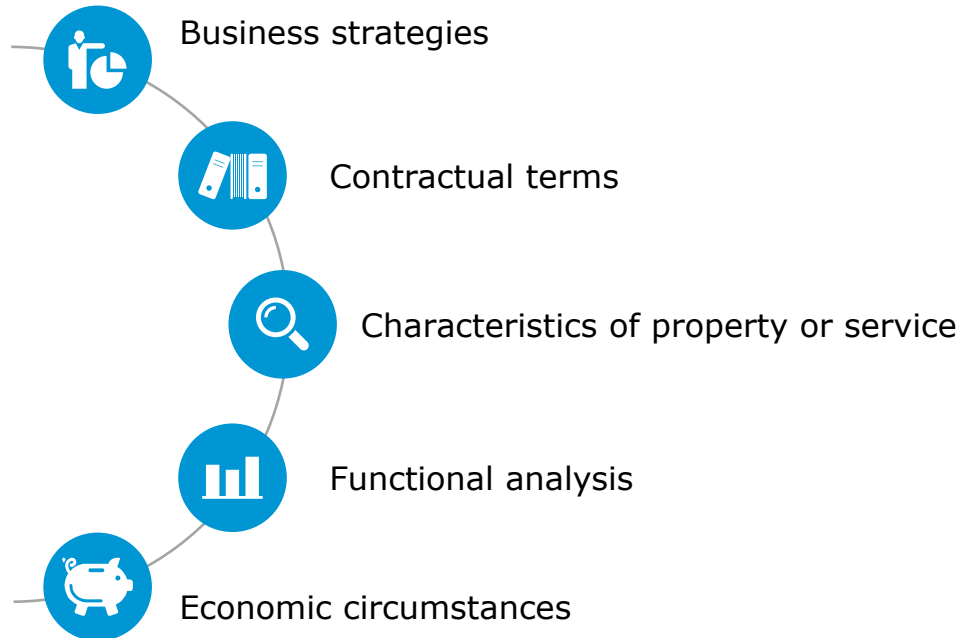 Business strategies
Contractual terms
Characteristics of property or service
Functional analysis
Economic circumstances